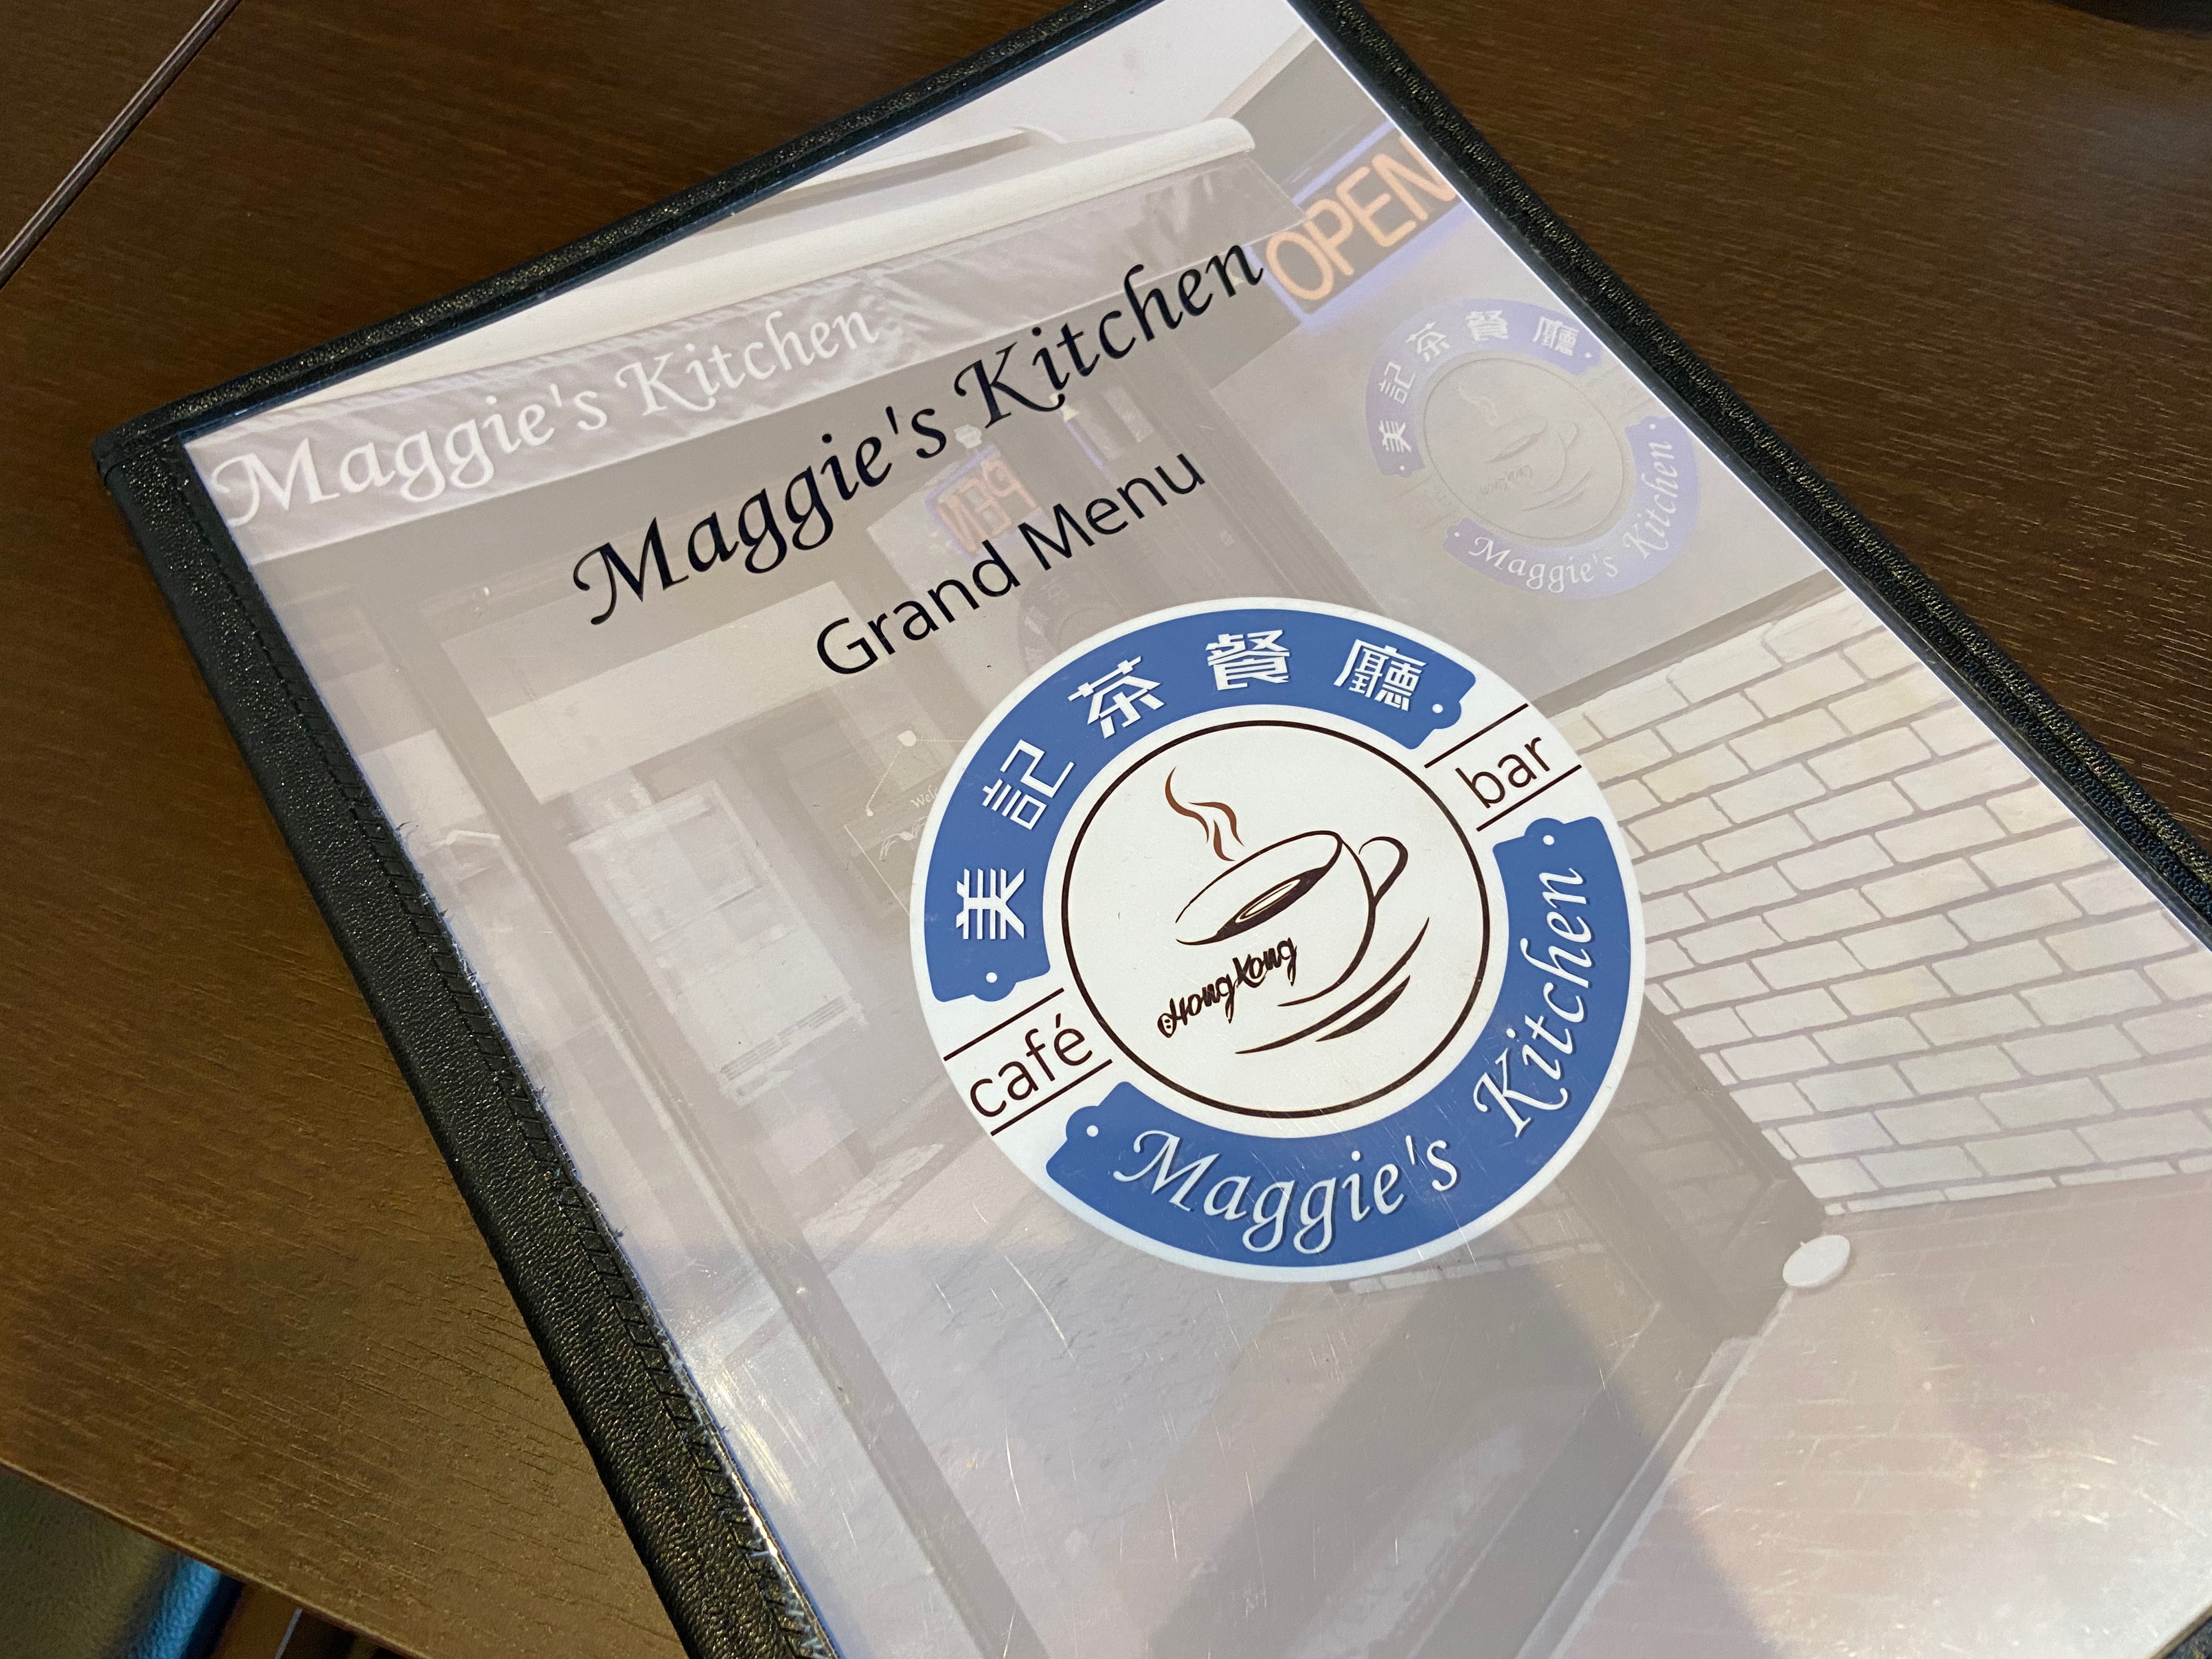 Maggie's Kitchen
OPEN
Maggie's Kitchen
Grand Menu
PEN
美記茶餐廳
Maggie's Kitchen
美記茶餐廳
bar
HongKong
café
Maggie's Kitchen